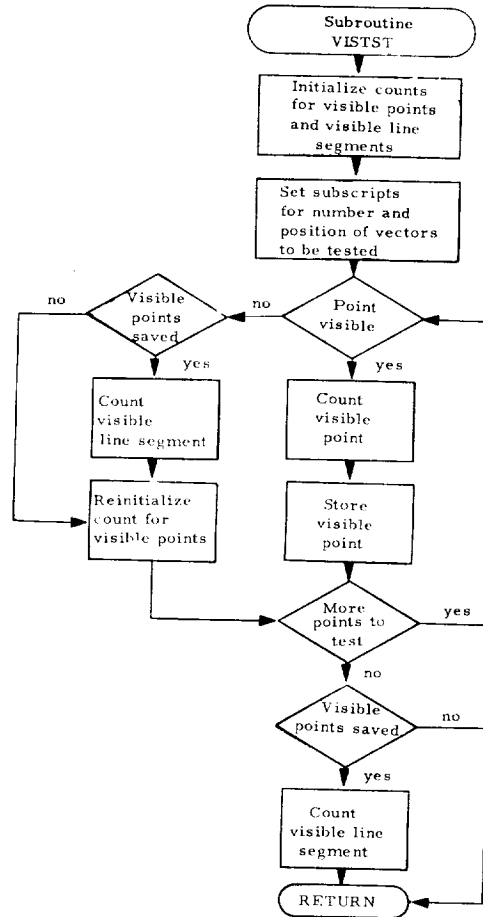 Subroutine
VISTST
Initialize counts
for visible points
and visible line
segments
Set subscripts
for number and
position of vectors
to be tested
no
Visible
points
saved
no
Point
visible
yes
yes
Count
visible
line segment
Count
visible
point
Reinitialize
count for
visible points
Store
visible
point
More
points to
test
yes
no
Visible
points saved
no
yes
Count
visible line
segment
RETURN